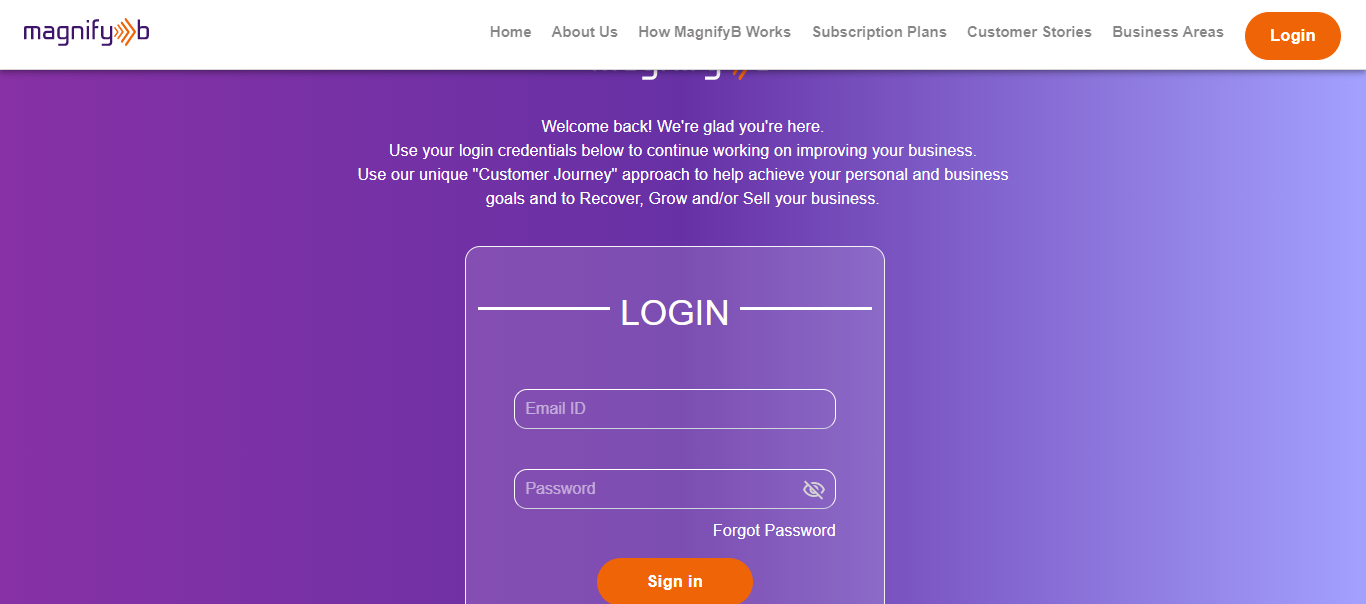 magnifyb
Home About Us How MagnifyB Works Subscription Plans Customer Stories Business Areas Login
Welcome back! We're glad you're here.
Use your login credentials below to continue working on improving your business.
Use our unique "Customer Journey" approach to help achieve your personal and business
goals and to Recover, Grow and/or Sell your business.
LOGIN
Email ID
Password
Forgot Password
Sign in